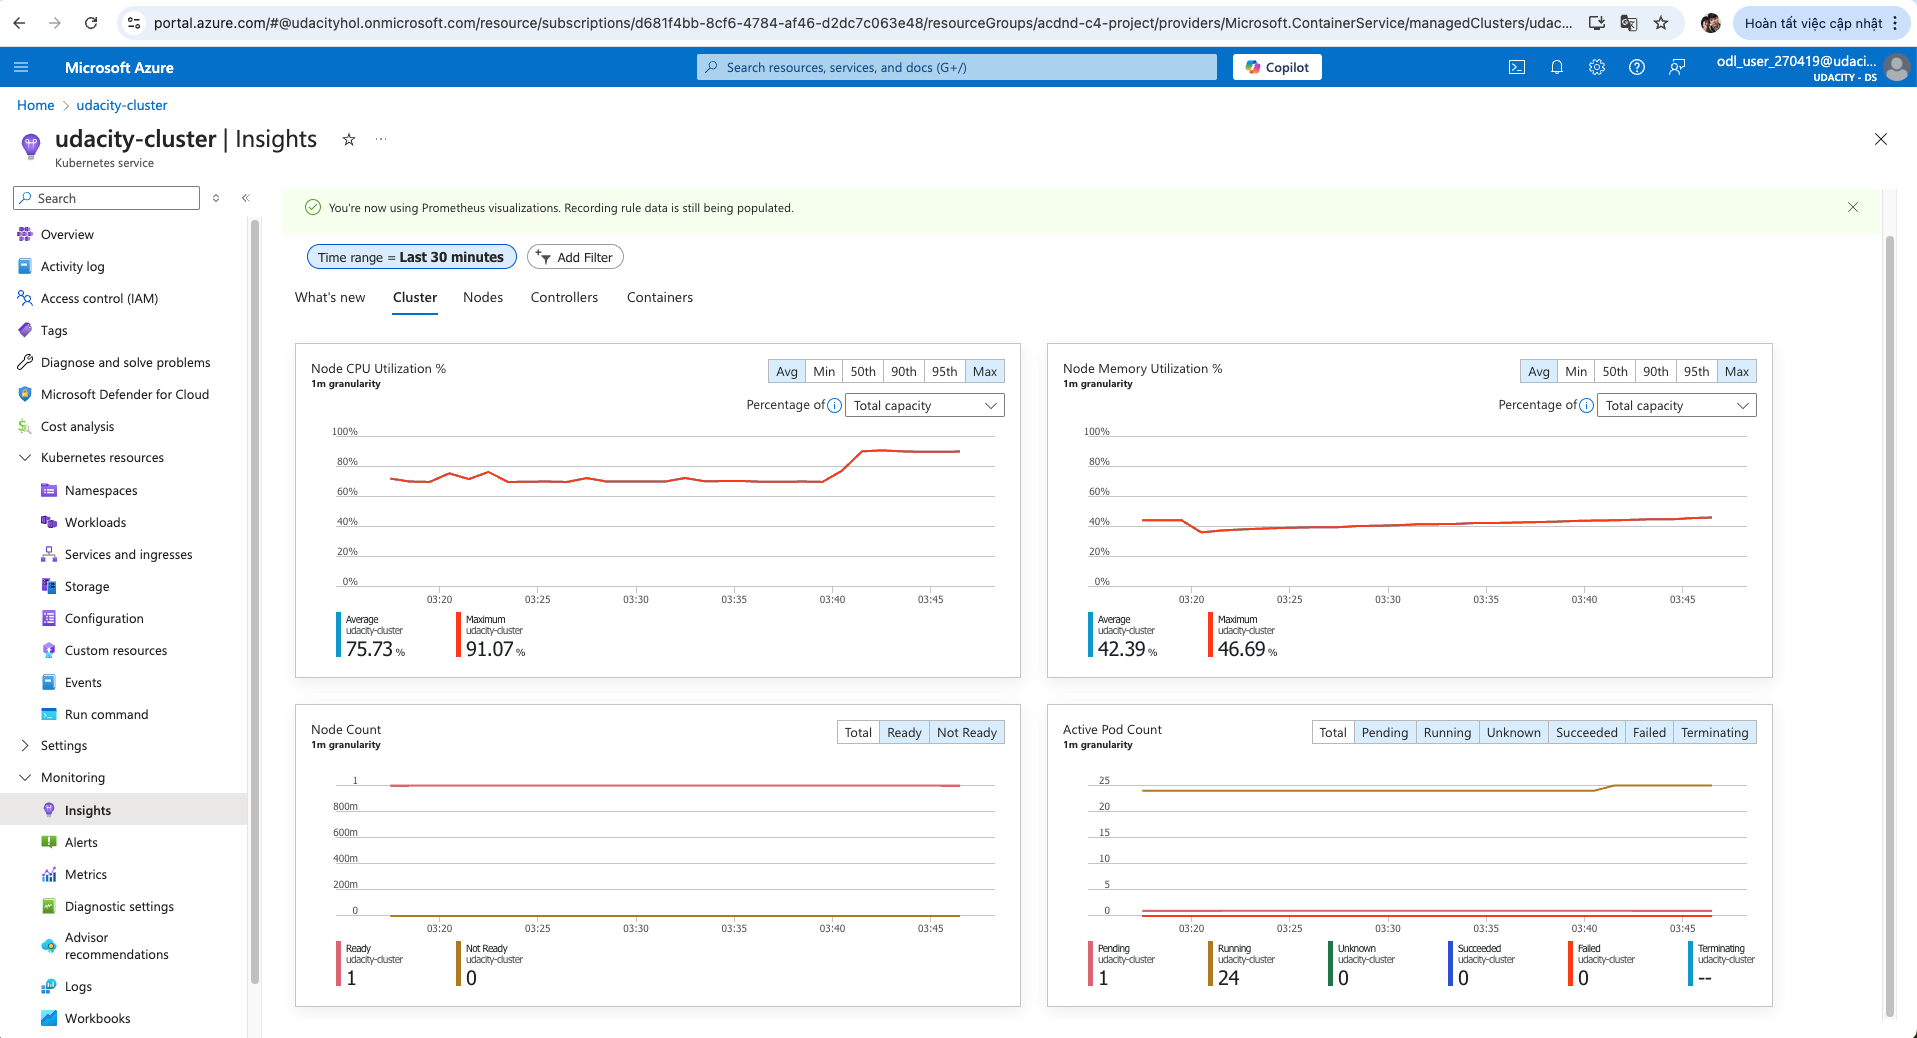 portal.azure.com/#@udacityhol.onmicrosoft.com/resource/subscriptions/d681f4bb-8cf6-4784-af46-d2dc7c063e48/resourceGroups/acdnd-c4-project/providers/Microsoft.ContainerService/managedClusters/udac...
Hoàn tất việc cập nhật
Microsoft Azure
Search resources, services, and docs (G+/)
Copilot
odl_user_270419@udaci...
UDACITY - DS
Home > udacity-cluster
udacity-cluster | Insights
Kubernetes service
Search
Overview
Activity log
Access control (IAM)
Tags
Diagnose and solve problems
Microsoft Defender for Cloud
Cost analysis
Kubernetes resources
Namespaces
Workloads
Services and ingresses
Storage
Configuration
Custom resources
Events
Run command
Settings
Monitoring
Insights
Alerts
Metrics
Diagnostic settings
Advisor
recommendations
Logs
Workbooks
You're now using Prometheus visualizations. Recording rule data is still being populated.
Time range = Last 30 minutes
Add Filter
What's new Cluster Nodes Controllers Containers
Node CPU Utilization %
1m granularity
Avg Min 50th 90th 95th Max
Percentage of Total capacity
100%
80%
60%
40%
20%
0%
03:20 03:25 03:30 03:35 03:40 03:45
Average Maximum
udacity-cluster udacity-cluster
75.73 % 91.07 %
Node Memory Utilization %
1m granularity
Avg Min 50th 90th 95th Max
Percentage of Total capacity
100%
80%
60%
40%
20%
0%
03:20 03:25 03:30 03:35 03:40 03:45
Average Maximum
udacity-cluster udacity-cluster
42.39 % 46.69 %
Node Count
1m granularity
Total Ready Not Ready
1
800m
600m
400m
200m
0
03:20 03:25 03:30 03:35 03:40 03:45
Ready Not Ready
udacity-cluster udacity-cluster
1 0
Active Pod Count
1m granularity
Total Pending Running Unknown Succeeded Failed Terminating
25
20
15
10
5
0
03:20 03:25 03:30 03:35 03:40 03:45
Pending Running Unknown Succeeded Failed Terminating
udacity-cluster udacity-cluster udacity-cluster udacity-cluster udacity-cluster udacity-cluster
1 24 0 0 0 --